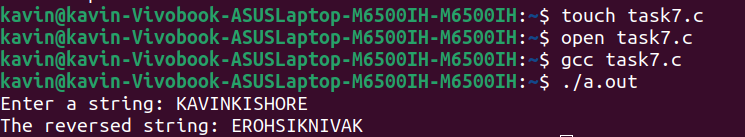 kavin@kavin-Vivobook-ASUSLaptop-M6500IH-M6500IH:~$ touch task7.c
kavin@kavin-Vivobook-ASUSLaptop-M6500IH-M6500IH:~$ open task7.c
kavin@kavin-Vivobook-ASUSLaptop-M6500IH-M6500IH:~$ gcc task7.c
kavin@kavin-Vivobook-ASUSLaptop-M6500IH-M6500IH:~$ ./a.out
Enter a string: KAVINKISHORE
The reversed string: EROHSIKNIVAK